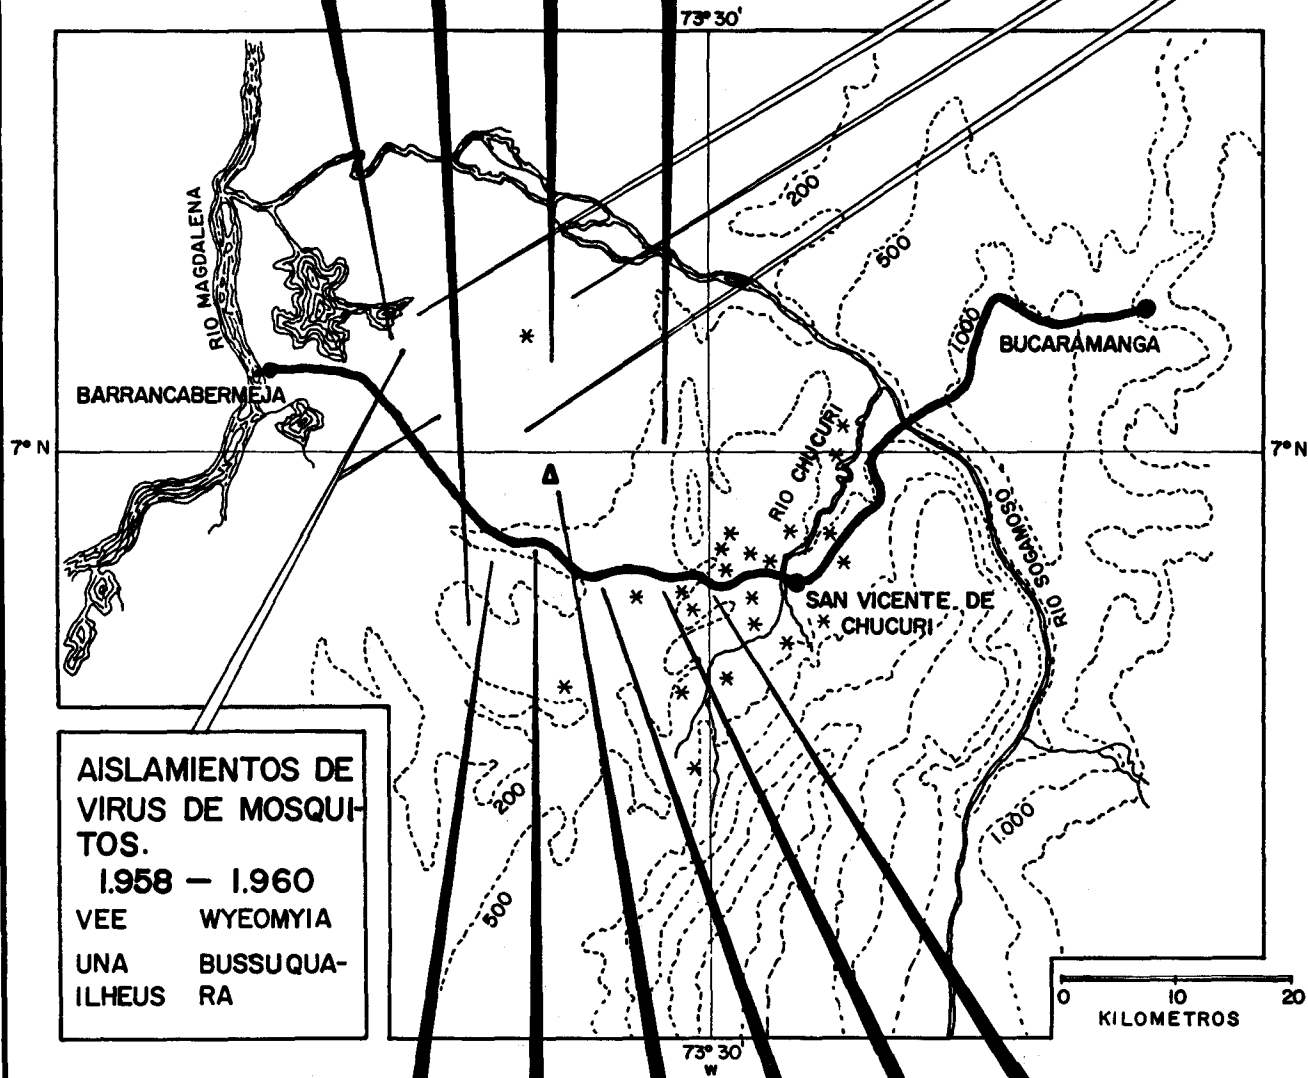 73° 30'
RIO MAGDALENA
200
500
1.000
BUCARAMANGA
BARRANCABERMEJA
7° N
7° N
RIO CHUCURI
Δ
RIO SOGAMOSO
SAN VICENTE DE
CHUCURI
200
500
1.000
AISLAMIENTOS DE
VIRUS DE MOSQUI-
TOS.
1.958 — 1.960
VEE WYEOMYIA
UNA BUSSUQUA-
ILHEUS RA
0 10 20
KILOMETROS
73° 30'
W